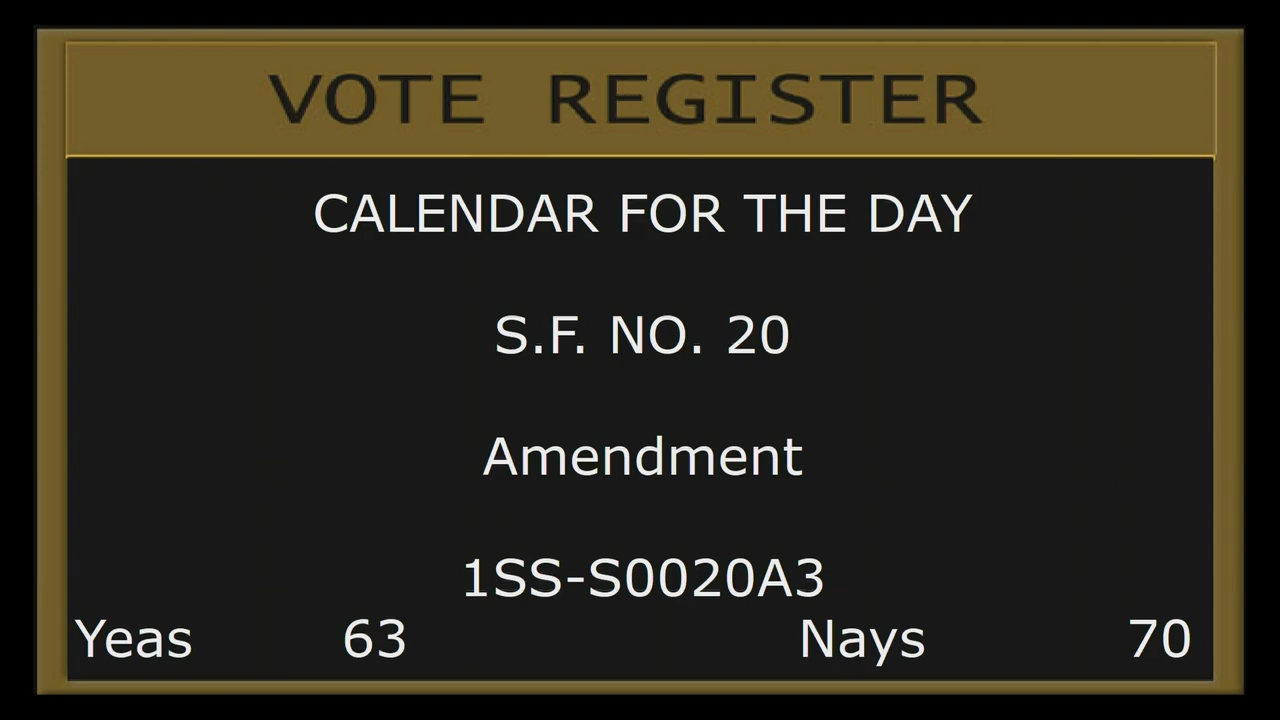 VOTE REGISTER
CALENDAR FOR THE DAY
S.F. NO. 20
Amendment
1SS-S0020A3
Yeas 63 Nays 70